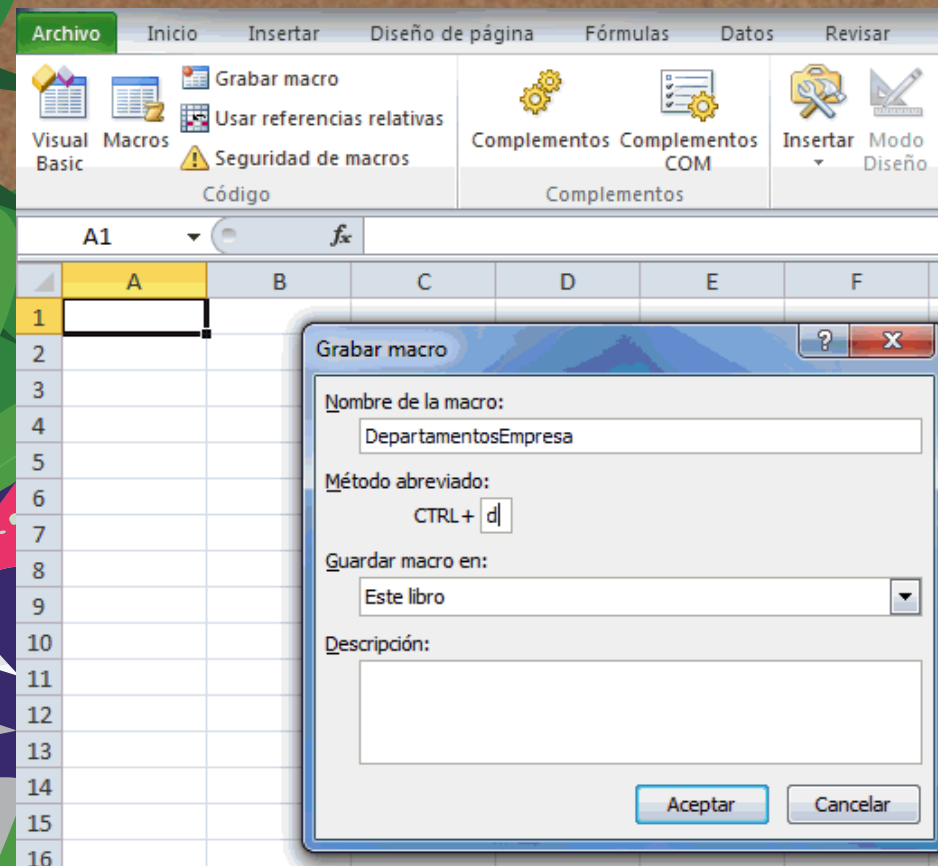 Archivo Inicio Insertar Diseño de página Fórmulas Datos Revisar
Grabar macro
Usar referencias relativas
Seguridad de macros
Visual Basic
Macros
Complementos
Complementos COM
Insertar
Modo Diseño
Código
Complementos
A1
fx
A B C D E F
1
2
3
4
5
6
7
8
9
10
11
12
13
14
15
16
Grabar macro
? X
Nombre de la macro:
DepartamentosEmpresa
Método abreviado:
CTRL+ d
Guardar macro en:
Este libro
Descripción:
Aceptar
Cancelar